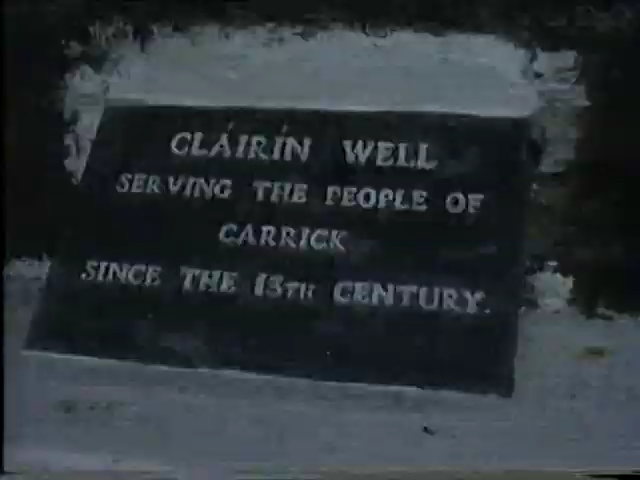 CLÁIRÍN WELL
SERVING THE PEOPLE OF
CARRICK
SINCE THE 13TH CENTURY.